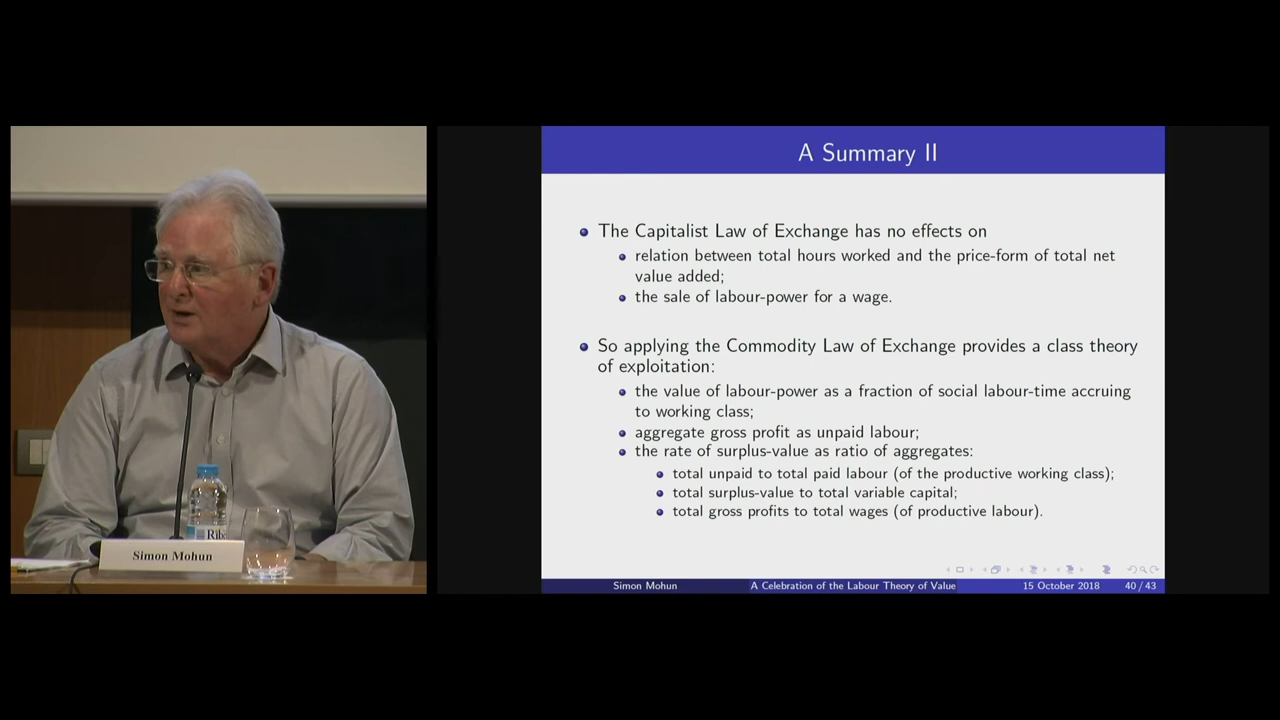 A Summary II
The Capitalist Law of Exchange has no effects on
relation between total hours worked and the price-form of total net
value added;
the sale of labour-power for a wage.
So applying the Commodity Law of Exchange provides a class theory
of exploitation:
the value of labour-power as a fraction of social labour-time accruing
to working class;
aggregate gross profit as unpaid labour;
the rate of surplus-value as ratio of aggregates:
total unpaid to total paid labour (of the productive working class);
total surplus-value to total variable capital;
total gross profits to total wages (of productive labour).
Simon Mohun
A Celebration of the Labour Theory of Value
15 October 2018
40 / 43
Simon Mohun